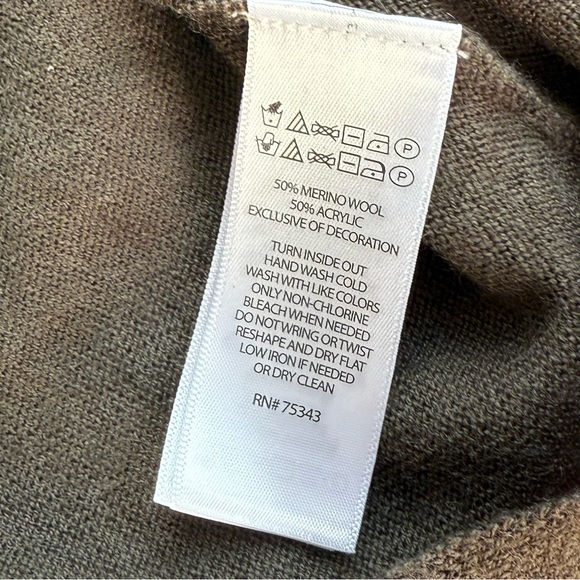 P
P
50% MERINO WOOL
50% ACRYLIC
EXCLUSIVE OF DECORATION
TURN INSIDE OUT
HAND WASH COLD
WASH WITH LIKE COLORS
ONLY NON-CHLORINE
BLEACH WHEN NEEDED
DO NOT WRING OR TWIST
RESHAPE AND DRY FLAT
LOW IRON IF NEEDED
OR DRY CLEAN
RN# 75343